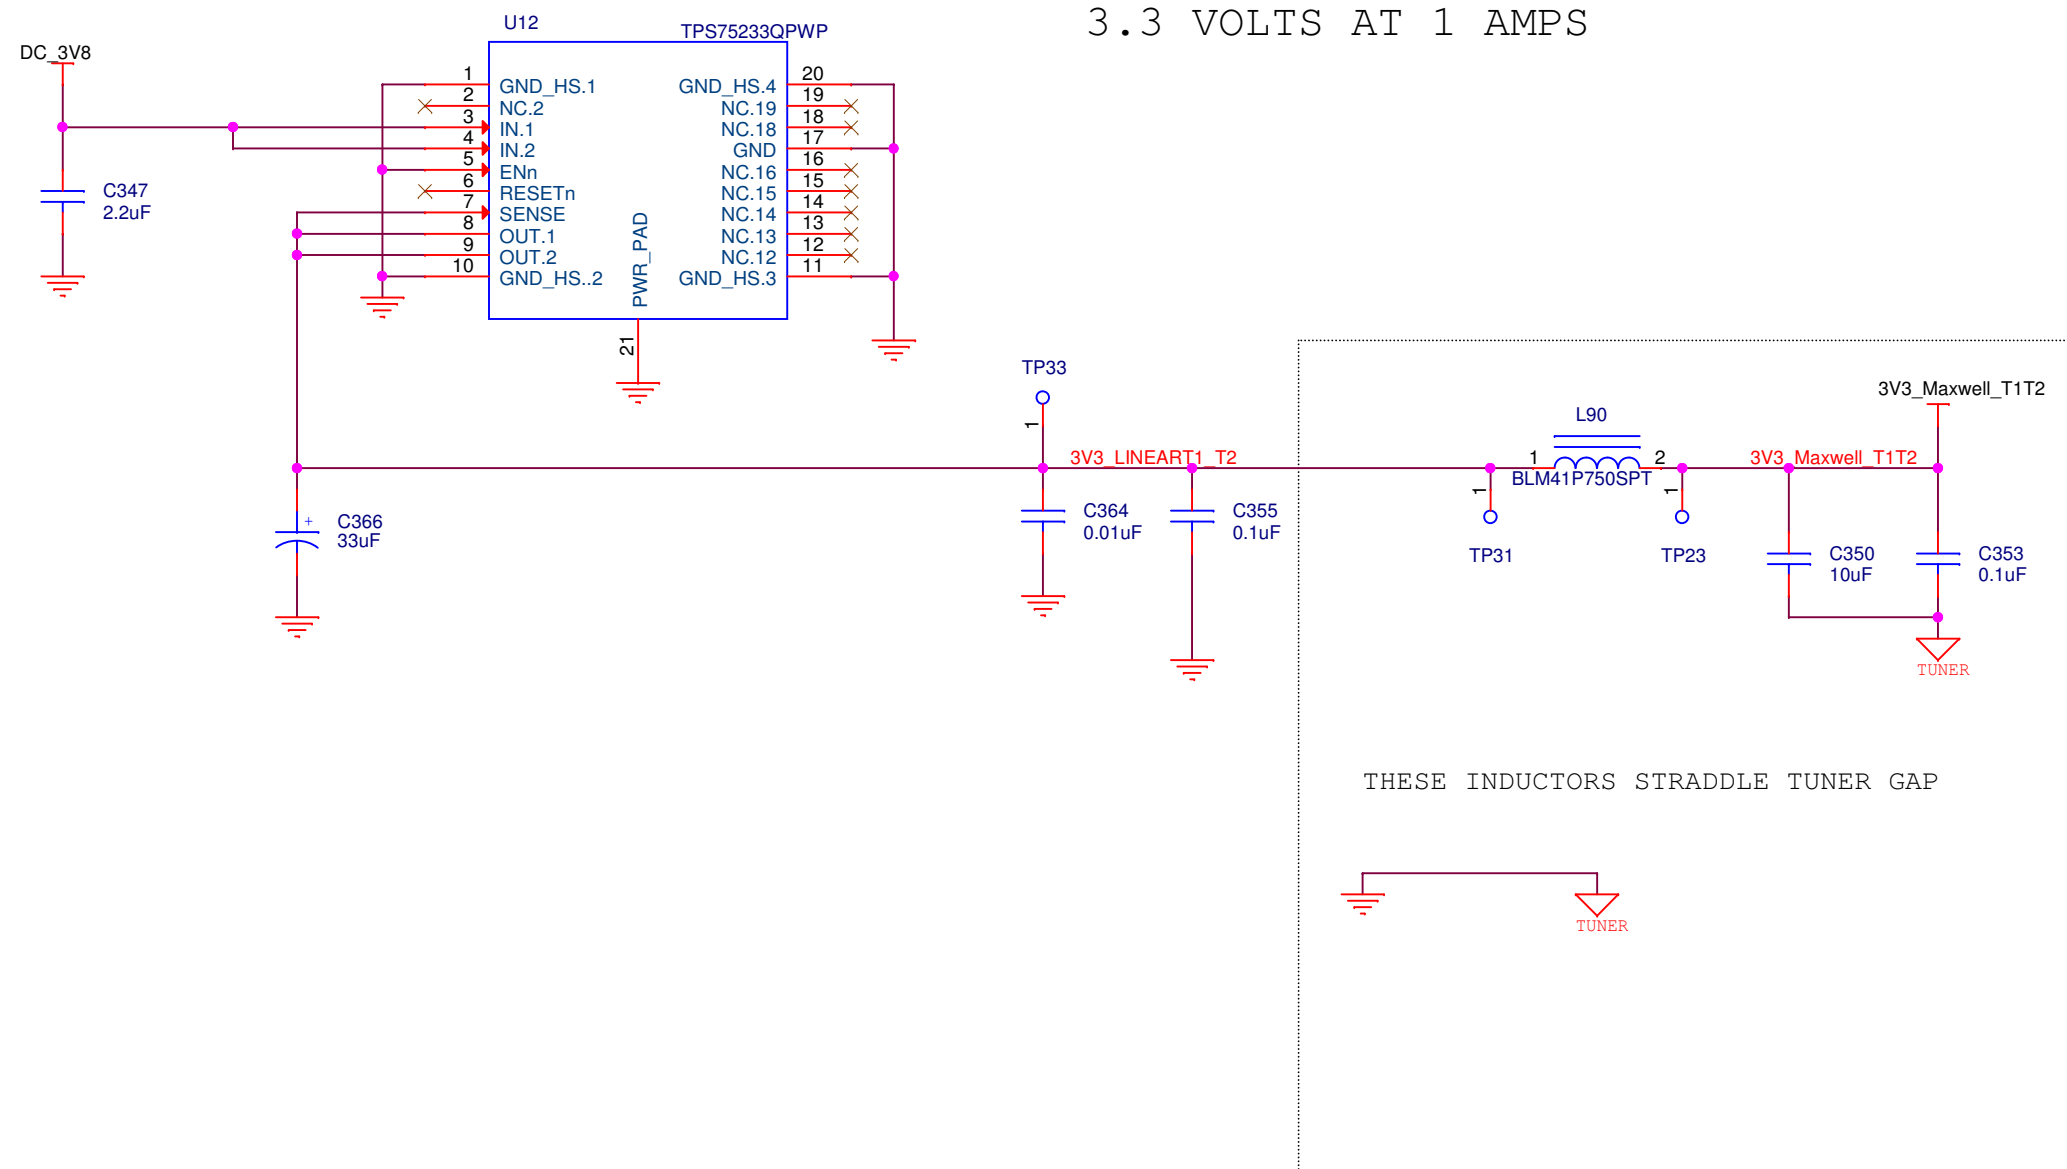 3.3 VOLTS AT 1 AMPS
U12
TPS75233QPWP
DC_3V8
1
GND_HS.1
2
NC.2
3
IN.1
4
IN.2
5
ENn
6
RESETn
7
SENSE
8
OUT.1
9
OUT.2
10
GND_HS..2
20
GND_HS.4
19
NC.19
18
NC.18
17
GND
16
NC.16
15
NC.15
14
NC.14
13
NC.13
12
NC.12
11
GND_HS.3
PWR_PAD
21
C347
2.2uF
TP33
1
3V3_LINEART1_T2
C366
33uF
+
C364
0.01uF
C355
0.1uF
L90
1
2
BLM41P750SPT
1
TP31
1
TP23
3V3_Maxwell_T1T2
3V3_Maxwell_T1T2
C350
10uF
C353
0.1uF
TUNER
THESE INDUCTORS STRADDLE TUNER GAP
TUNER